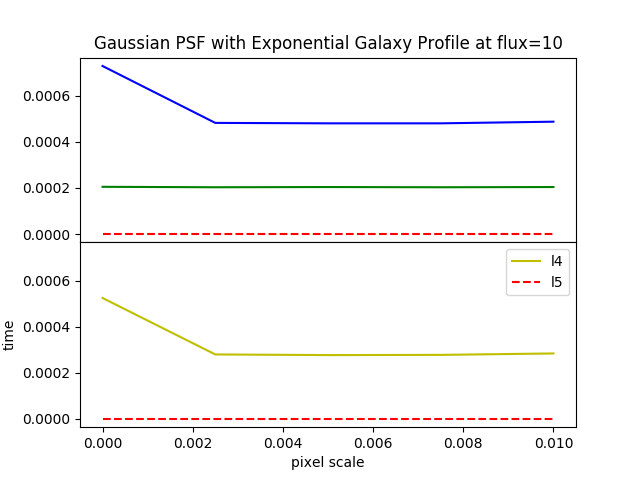 Gaussian PSF with Exponential Galaxy Profile at flux=10
0.0006
0.0004
0.0002
0.0000
l4
l5
0.0006
0.0004
0.0002
0.0000
time
0.000 0.002 0.004 0.006 0.008 0.010
pixel scale